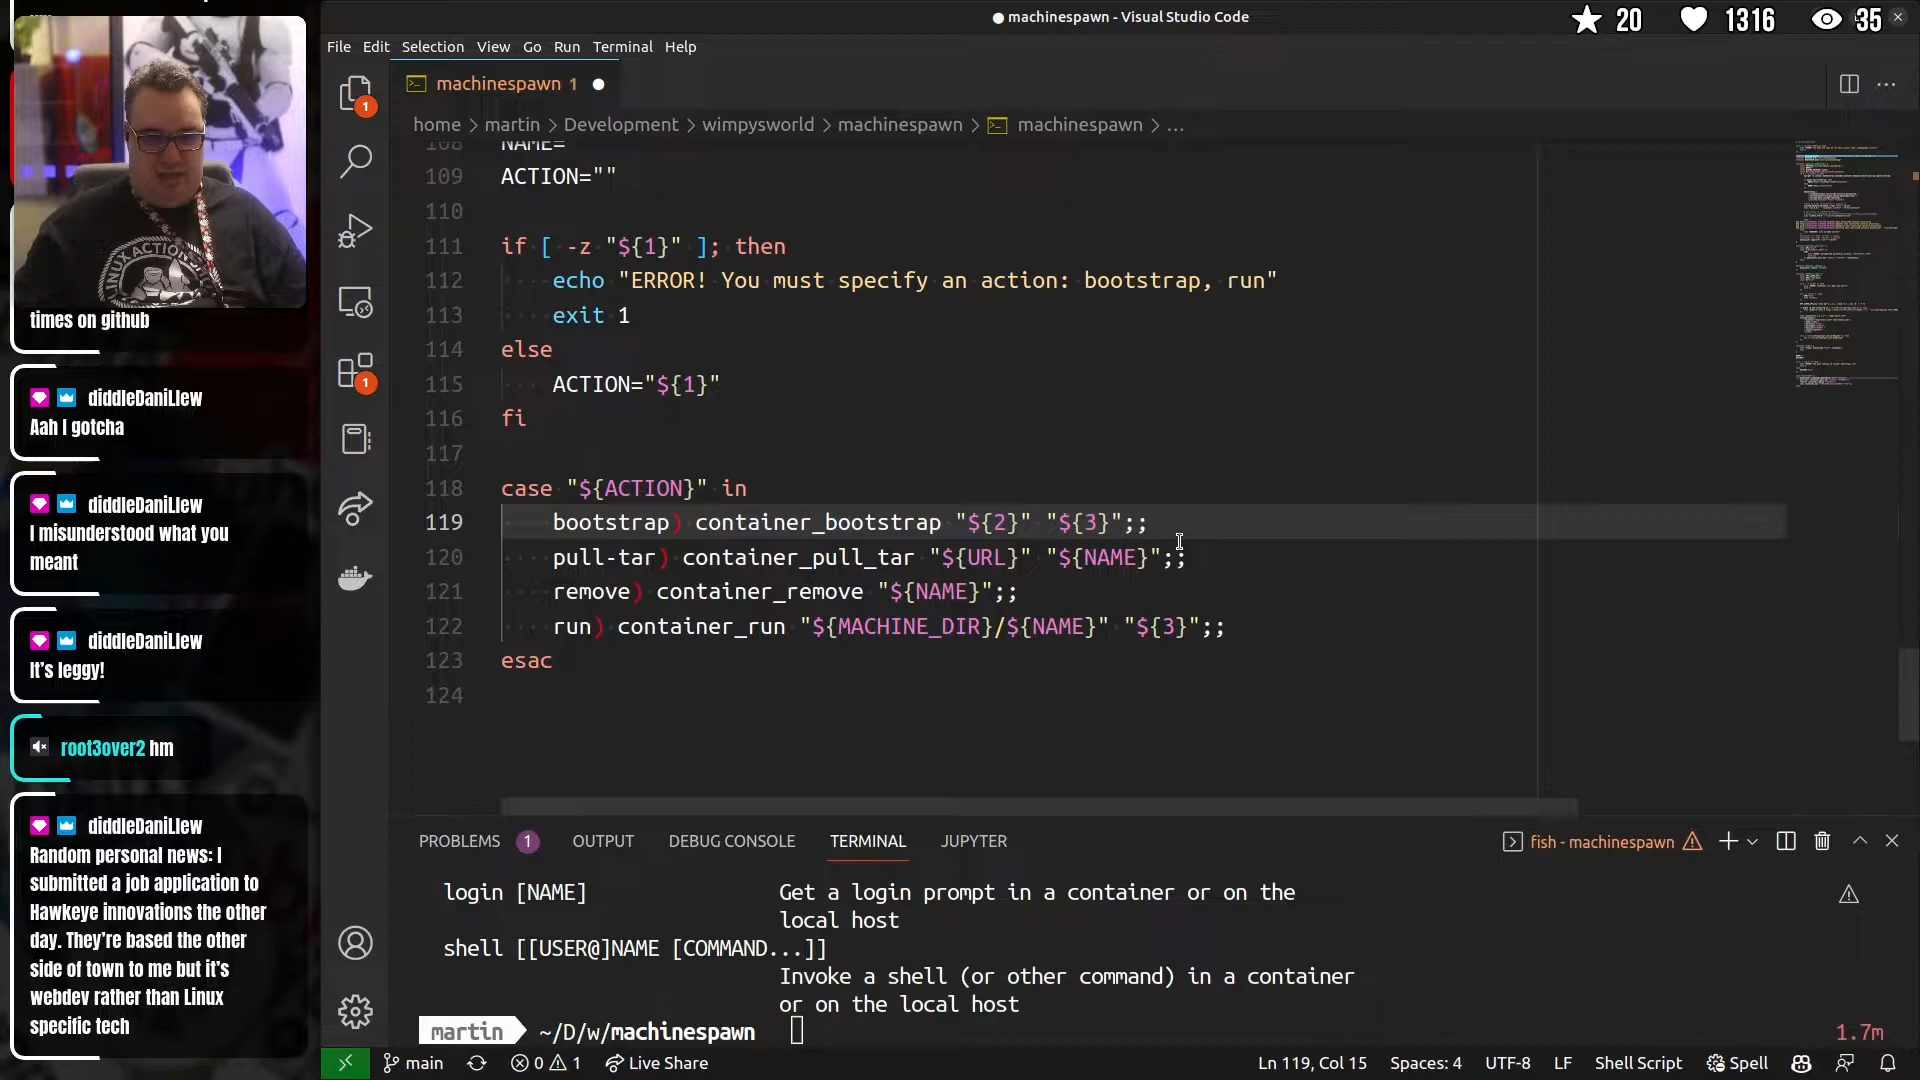 machinespawn - Visual Studio Code
20 1316 35
File Edit Selection View Go Run Terminal Help
machinespawn 1
home > martin > Development > wimpysworld > machinespawn > machinespawn > ...
108 NAME=
109 ACTION=""
110
111 if [ -z "${1}" ]; then
112 echo "ERROR! You must specify an action: bootstrap, run"
113 exit 1
114 else
115 ACTION="${1}"
116 fi
117
118 case "${ACTION}" in
119 bootstrap) container_bootstrap "${2}" "${3}";;
120 pull-tar) container_pull_tar "${URL}" "${NAME}";;
121 remove) container_remove "${NAME}";;
122 run) container_run "${MACHINE_DIR}/${NAME}" "${3}";;
123 esac
124
PROBLEMS 1 OUTPUT DEBUG CONSOLE TERMINAL JUPYTER
fish - machinespawn
login [NAME] Get a login prompt in a container or on the
local host
shell [[USER@]NAME [COMMAND...]]
Invoke a shell (or other command) in a container
or on the local host
martin ~/D/w/machinespawn
1.7m
main 0 1 Live Share Ln 119, Col 15 Spaces: 4 UTF-8 LF Shell Script Spell
1
1
LINUX ACTION
times on github
diddleDaniLlew
Aah I gotcha
diddleDaniLlew
I misunderstood what you
meant
diddleDaniLlew
It's leggy!
root3over2 hm
diddleDaniLlew
Random personal news: I
submitted a job application to
Hawkeye innovations the other
day. They're based the other
side of town to me but it's
webdev rather than Linux
specific tech